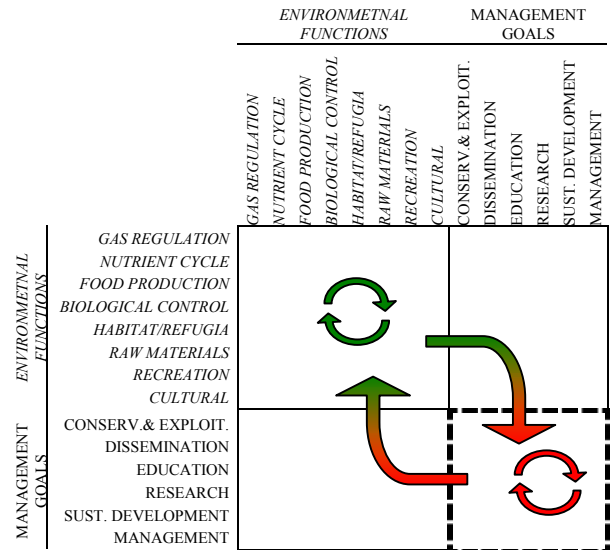 ENVIRONMETNAL
FUNCTIONS
MANAGEMENT
GOALS
GAS REGULATION
NUTRIENT CYCLE
FOOD PRODUCTION
BIOLOGICAL CONTROL
HABITAT/REFUGIA
RAW MATERIALS
RECREATION
CULTURAL
CONSERV.& EXPLOIT.
DISSEMINATION
EDUCATION
RESEARCH
SUST. DEVELOPMENT
MANAGEMENT
ENVIRONMETNAL
FUNCTIONS
GAS REGULATION
NUTRIENT CYCLE
FOOD PRODUCTION
BIOLOGICAL CONTROL
HABITAT/REFUGIA
RAW MATERIALS
RECREATION
CULTURAL
MANAGEMENT
GOALS
CONSERV.& EXPLOIT.
DISSEMINATION
EDUCATION
RESEARCH
SUST. DEVELOPMENT
MANAGEMENT